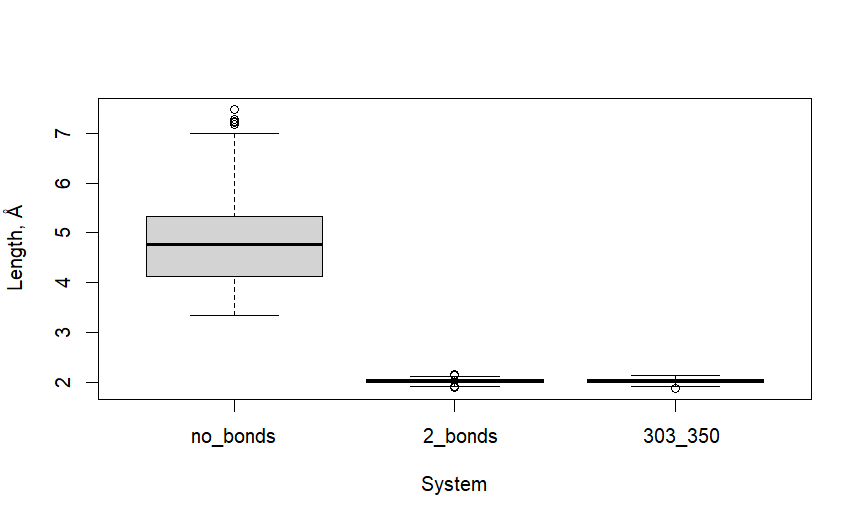 Length, Å
7
6
5
4
3
2
no_bonds
2_bonds
303_350
System